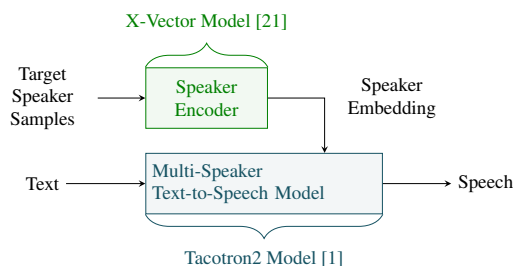 X-Vector Model [21]
Target
Speaker
Samples
Speaker
Encoder
Speaker
Embedding
Text
Multi-Speaker
Text-to-Speech Model
Speech
Tacotron2 Model [1]